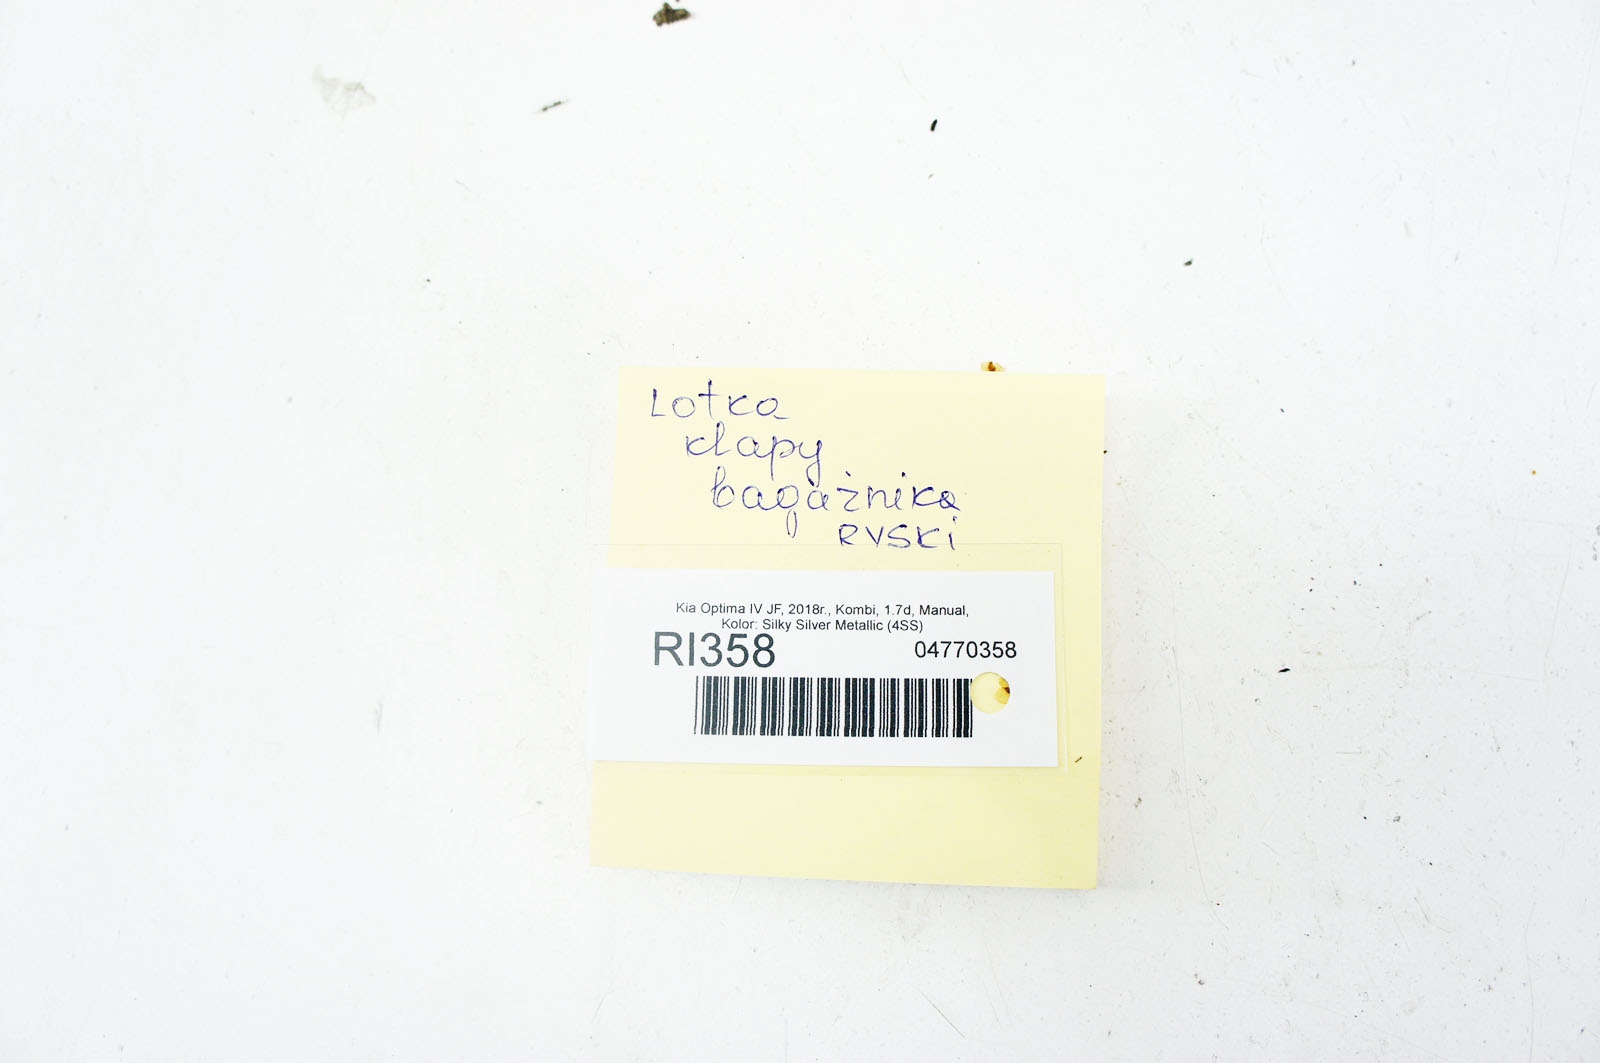 Lotka
klapy
bagażnika
RYSKI
Kia Optima IV JF, 2018r., Kombi, 1.7d, Manual,
Kolor: Silky Silver Metallic (4SS)
RI358
04770358